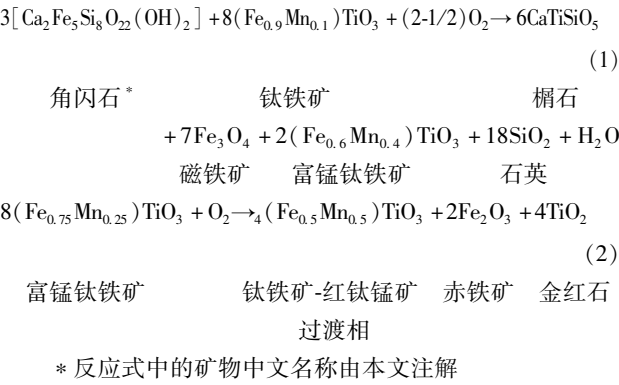 3[Ca₂Fe₅Si₈O₂₂(OH)₂]+8(Fe₀.₉Mn₀.₁)TiO₃+(2-1/2)O₂→6CaTiSiO₅
(1)
角闪石* 钛铁矿 榍石
+7Fe₃O₄+2(Fe₀.₆Mn₀.₄)TiO₃+18SiO₂+H₂O
磁铁矿 富锰钛铁矿 石英
8(Fe₀.₇₅Mn₀.₂₅)TiO₃+O₂→₄(Fe₀.₅Mn₀.₅)TiO₃+2Fe₂O₃+4TiO₂
(2)
富锰钛铁矿 钛铁矿-红钛锰矿 赤铁矿 金红石
过渡相
*反应式中的矿物中文名称由本文注解